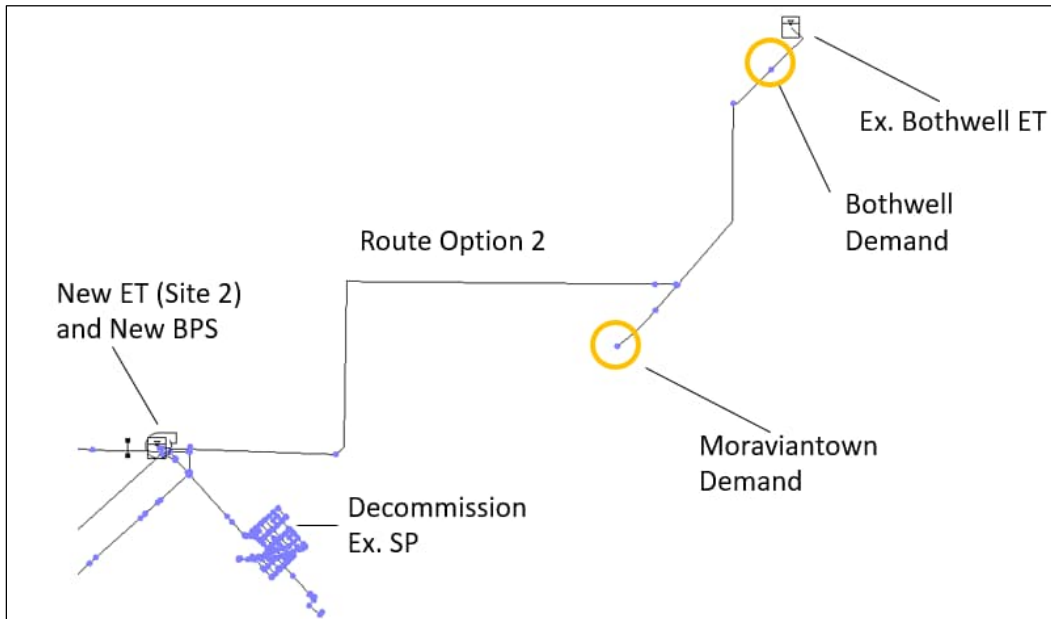 Ex. Bothwell ET
Bothwell
Demand
Route Option 2
New ET (Site 2)
and New BPS
Moraviantown
Demand
Decommission
Ex. SP